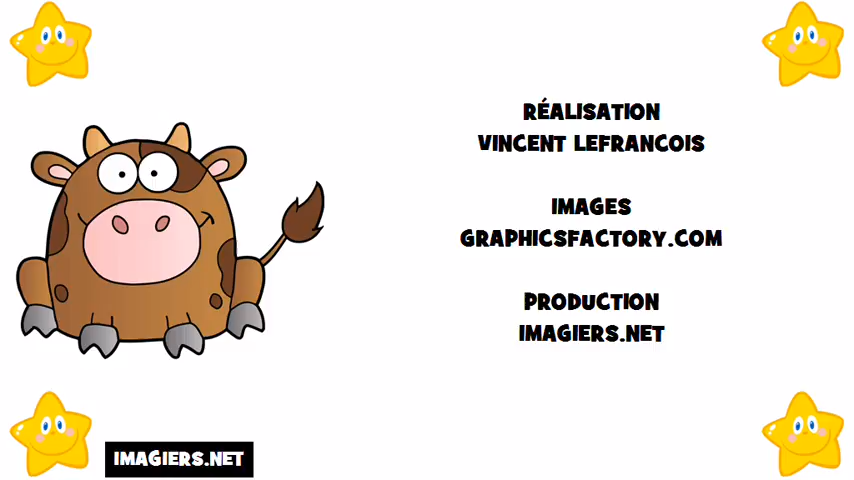 RÉALISATION
VINCENT LEFRANCOIS
IMAGES
GRAPHICSFACTORY.COM
PRODUCTION
IMAGIERS.NET
IMAGIERS.NET